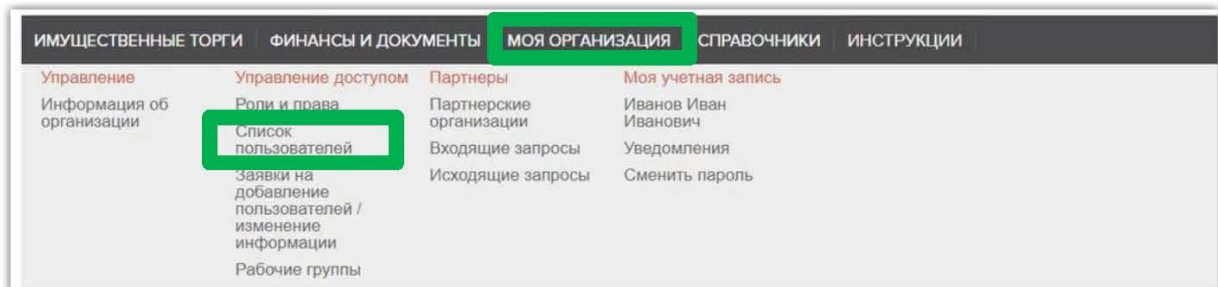 ИМУЩЕСТВЕННЫЕ ТОРГИ ФИНАНСЫ И ДОКУМЕНТЫ МОЯ ОРГАНИЗАЦИЯ СПРАВОЧНИКИ ИНСТРУКЦИИ
Управление
Информация об
организации
Управление доступом
Роли и права
Список
пользователей
Заявки на
добавление
пользователей /
изменение
информации
Рабочие группы
Партнеры
Партнерские
организации
Входящие запросы
Исходящие запросы
Моя учетная запись
Иванов Иван
Иванович
Уведомления
Сменить пароль